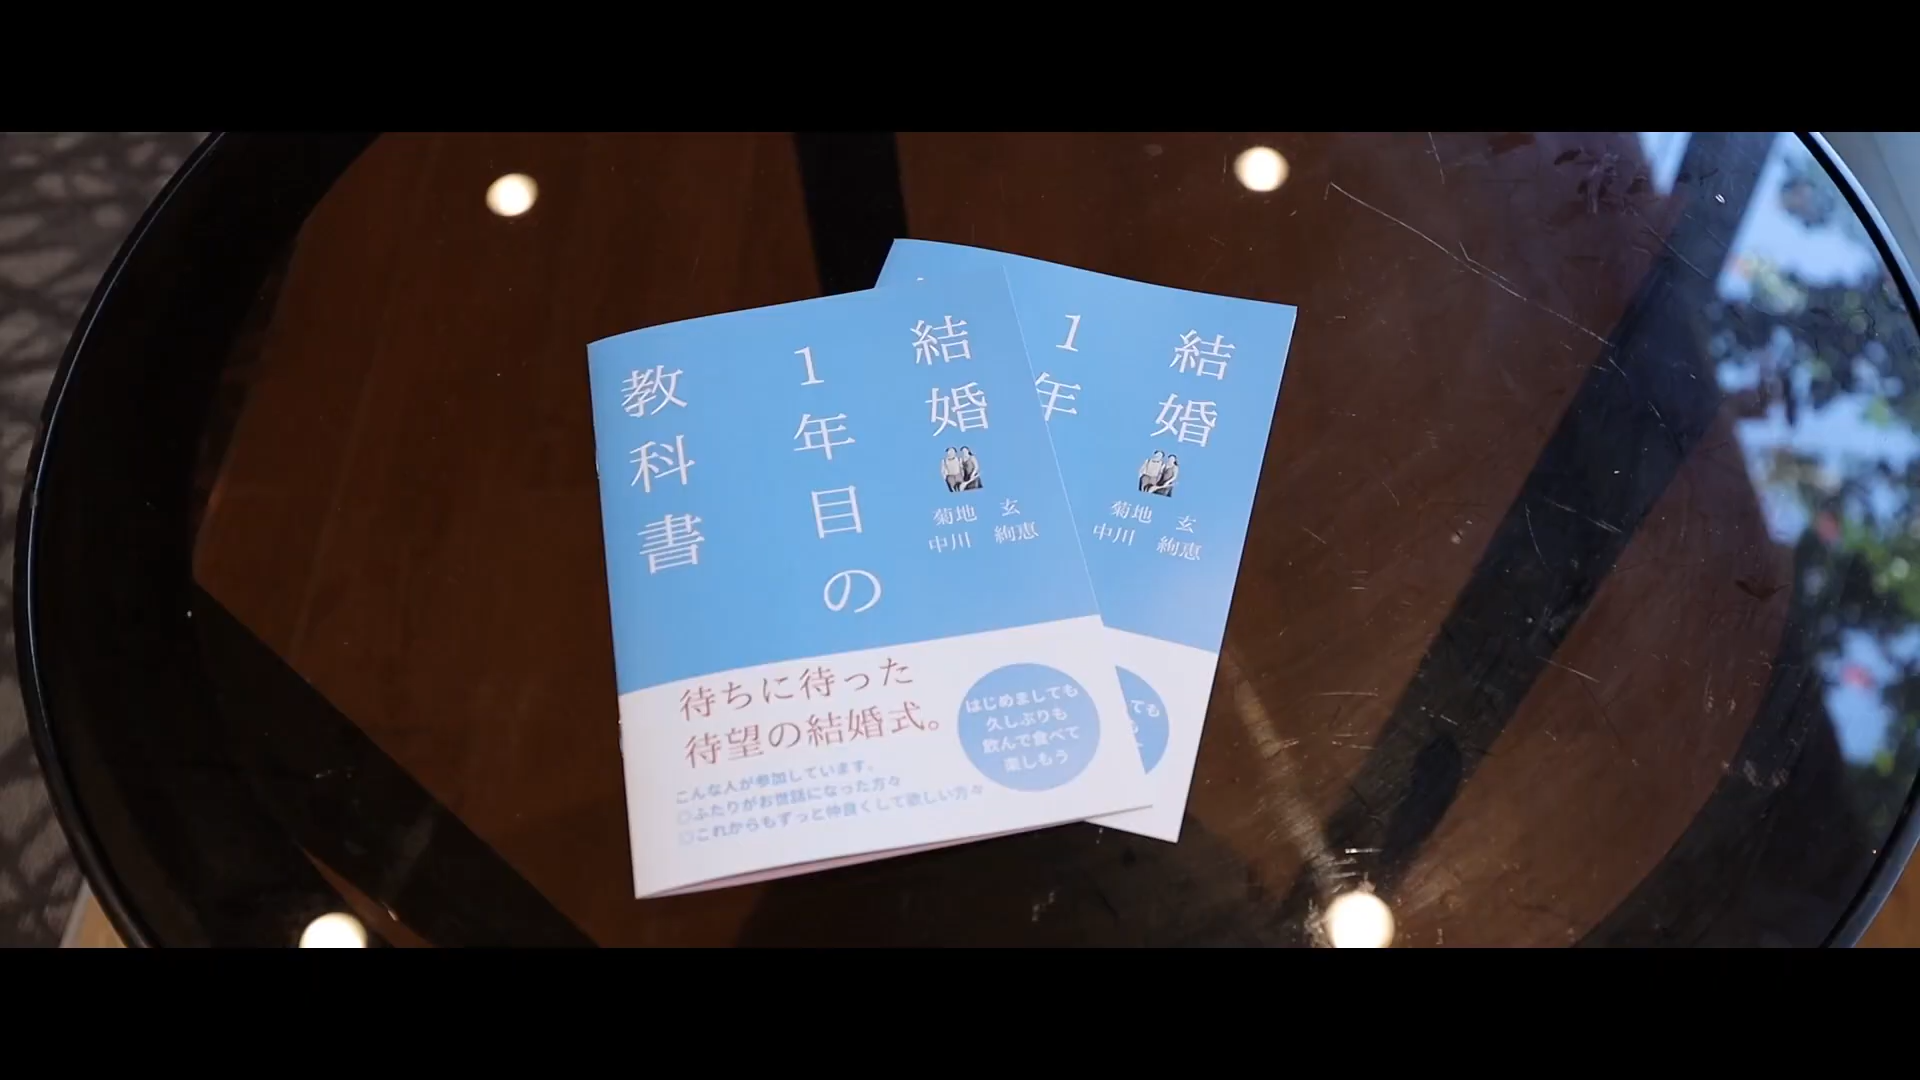 結婚
1年目の
教科書
菊地 玄
中川 絢恵
待ちに待った
待望の結婚式。
はじめましても
久しぶりも
飲んで食べて
楽しもう
こんな人が参加しています。
◎ふたりがお世話になった方々
◎これからもずっと仲良くして欲しい方々
結婚
1年
菊地 玄
中川 絢恵
ても